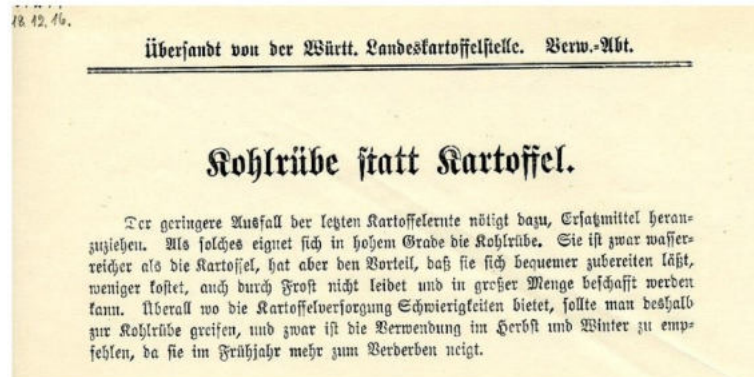 18.12.16.
Übersandt von der Württ. Landeskartoffelstelle. Verw.=Abt.
Kohlrübe statt Kartoffel.
Der geringere Ausfall der letzten Kartoffelernte nötigt dazu, Ersatzmittel heran=
zuziehen. Als solches eignet sich in hohem Grade die Kohlrübe. Sie ist zwar wasser=
reicher als die Kartoffel, hat aber den Vorteil, daß sie sich bequemer zubereiten läßt,
weniger kostet, auch durch Frost nicht leidet und in großer Menge beschafft werden
kann. Überall wo die Kartoffelversorgung Schwierigkeiten bietet, sollte man deshalb
zur Kohlrübe greifen, und zwar ist die Verwendung im Herbst und Winter zu emp=
fehlen, da sie im Frühjahr mehr zum Verderben neigt.